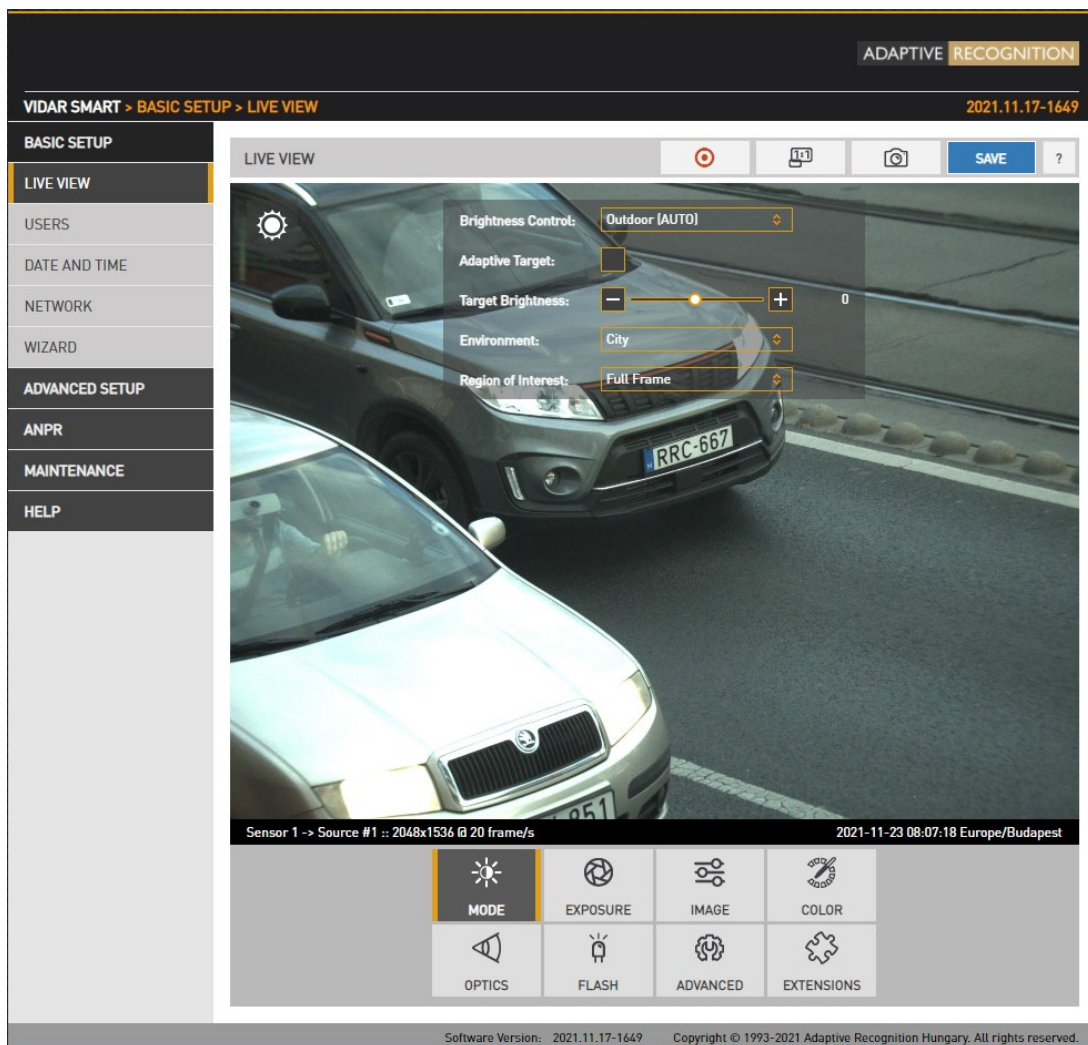 ADAPTIVE RECOGNITION
VIDAR SMART > BASIC SETUP > LIVE VIEW 2021.11.17-1649
BASIC SETUP
LIVE VIEW
USERS
DATE AND TIME
NETWORK
WIZARD
ADVANCED SETUP
ANPR
MAINTENANCE
HELP
LIVE VIEW 1:1 SAVE ?
Brightness Control: Outdoor (AUTO)
Adaptive Target:
Target Brightness: 0
Environment: City
Region of Interest: Full Frame
RRC-667
851
Sensor 1 -> Source #1 :: 2048x1536 @ 20 frame/s 2021-11-23 08:07:18 Europe/Budapest
MODE EXPOSURE IMAGE COLOR
OPTICS FLASH ADVANCED EXTENSIONS
Software Version: 2021.11.17-1649 Copyright © 1993-2021 Adaptive Recognition Hungary. All rights reserved.